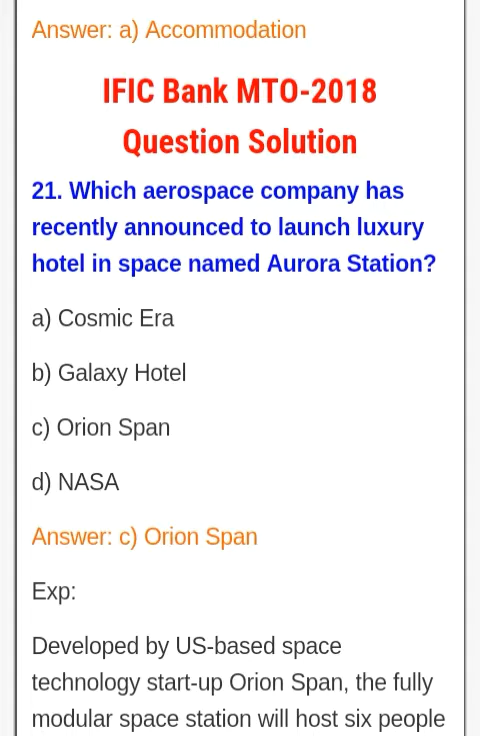 Answer: a) Accommodation
IFIC Bank MTO-2018
Question Solution
21. Which aerospace company has
recently announced to launch luxury
hotel in space named Aurora Station?
a) Cosmic Era
b) Galaxy Hotel
c) Orion Span
d) NASA
Answer: c) Orion Span
Exp:
Developed by US-based space
technology start-up Orion Span, the fully
modular space station will host six people